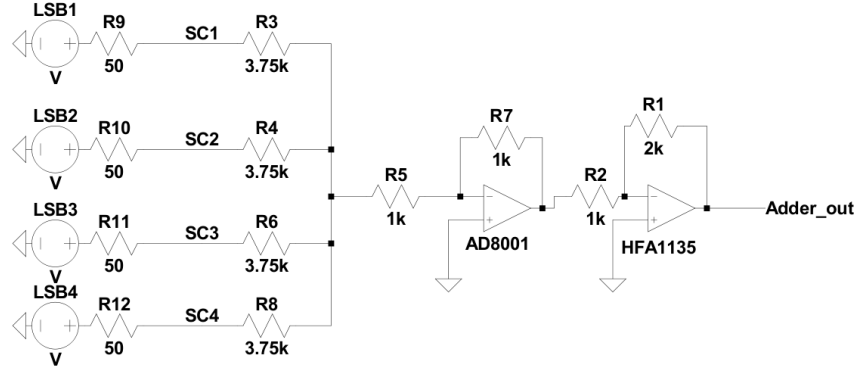 LSB1
R9
SC1
R3
50
3.75k
V
LSB2
R10
SC2
R4
50
3.75k
V
R7
1k
R1
2k
R5
1k
R2
1k
AD8001
HFA1135
Adder_out
LSB3
R11
SC3
R6
50
3.75k
V
LSB4
R12
SC4
R8
50
3.75k
V